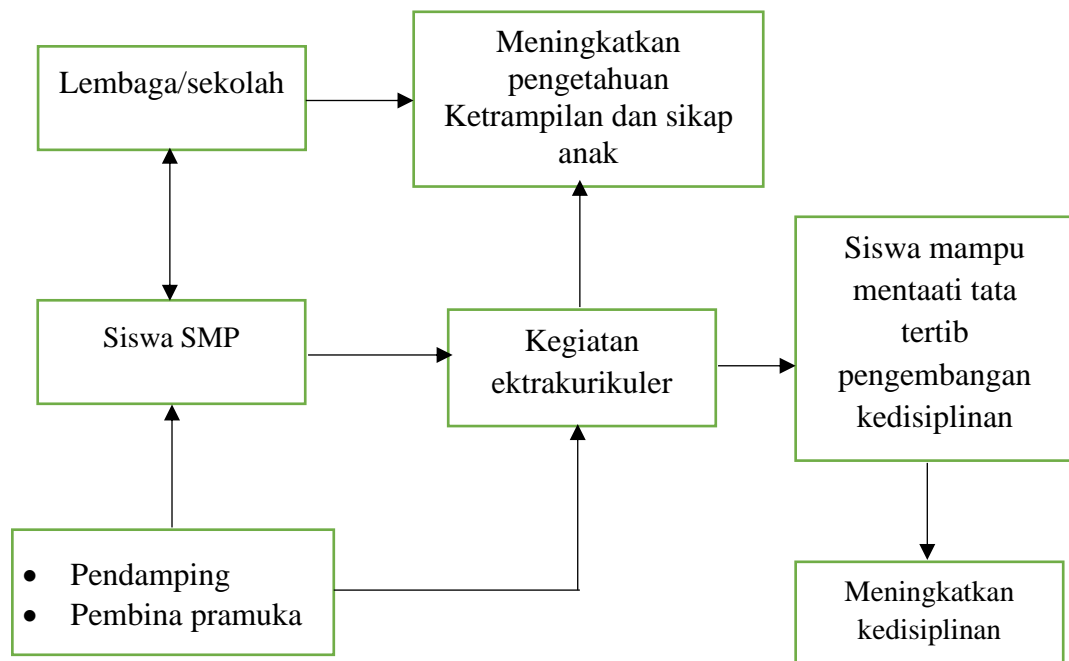 Lembaga/sekolah
Meningkatkan
pengetahuan
Ketrampilan dan sikap
anak
Siswa SMP
Kegiatan
ektrakurikuler
Siswa mampu
mentaati tata
tertib
pengembangan
kedisiplinan
• Pendamping
• Pembina pramuka
Meningkatkan
kedisiplinan